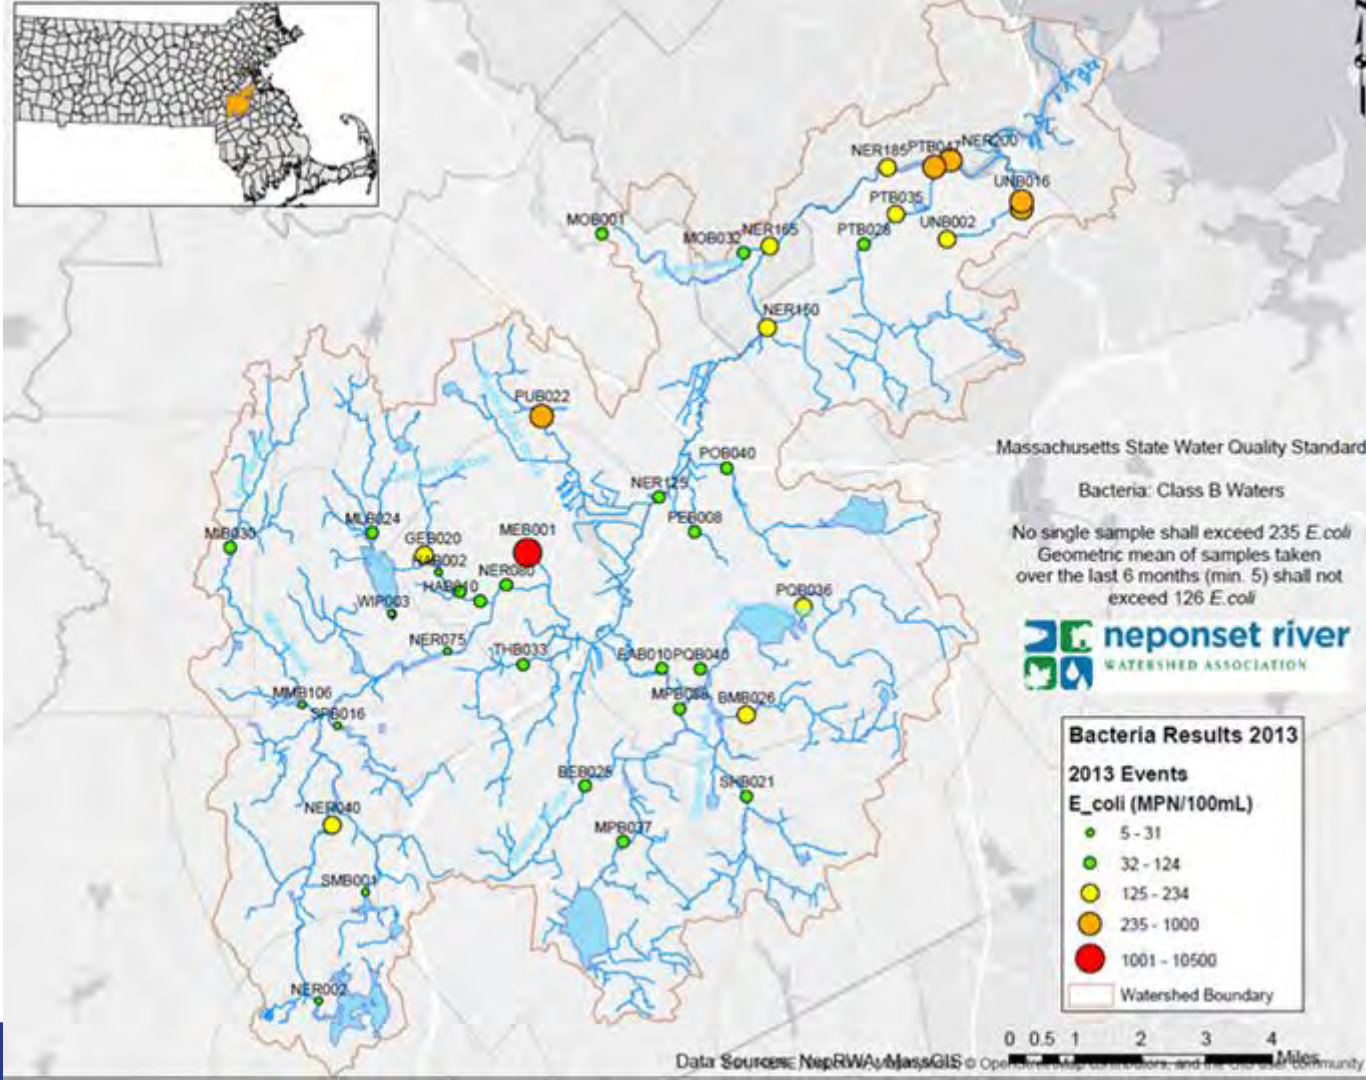 NER185
PTB047
NER200
UNB016
PTB035
MOB001
UNB002
PTB028
MOB032
NER165
NER150
PUB022
POB040
NER125
PEB008
MLB024
MEB001
MIB030
GEB020
HAB002
NER080
HAB010
WIP003
PQB036
NER075
THB033
EAB010
PQB040
MMB106
BMB026
SPB016
BEB025
SHB021
NER040
MPB037
SMB001
NER002
Massachusetts State Water Quality Standard
Bacteria: Class B Waters
No single sample shall exceed 235 E.coli
Geometric mean of samples taken
over the last 6 months (min. 5) shall not
exceed 126 E.coli
neponset river
WATERSHED ASSOCIATION
Bacteria Results 2013
2013 Events
E_coli (MPN/100mL)
5 - 31
32 - 124
125 - 234
235 - 1000
1001 - 10500
Watershed Boundary
0 0.5 1 2 3 4
Miles
Data Sources: NepRWA, MassGIS